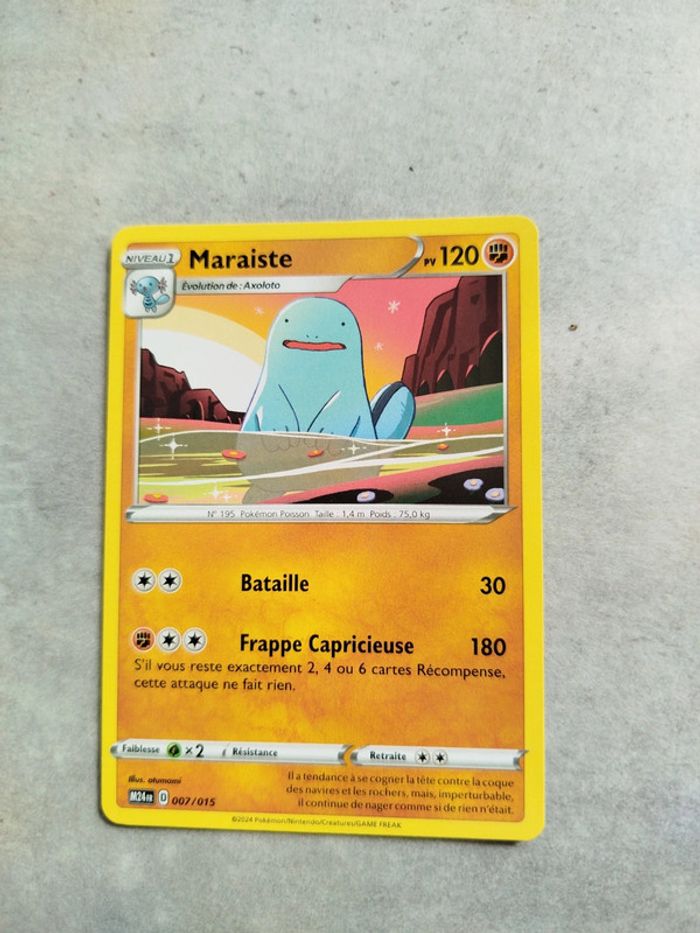 NIVEAU 1
Maraiste
PV 120
Évolution de : Axoloto
N° 195 Pokémon Poisson Taille : 1,4 m Poids : 75,0 kg
Bataille 30
Frappe Capricieuse 180
S'il vous reste exactement 2, 4 ou 6 cartes Récompense,
cette attaque ne fait rien.
Faiblesse ×2 Résistance Retraite
Illus. otumami
Il a tendance à se cogner la tête contre la coque
des navires et les rochers, mais, imperturbable,
il continue de nager comme si de rien n'était.
M24 FR D 007/015
©2024 Pokémon/Nintendo/Creatures/GAME FREAK